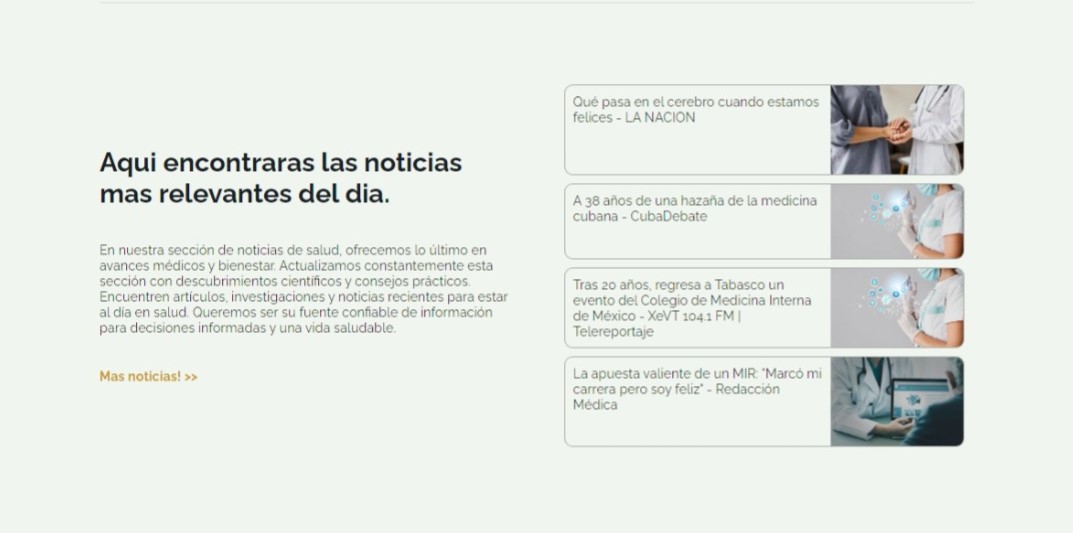 Aqui encontraras las noticias
mas relevantes del dia.
En nuestra sección de noticias de salud, ofrecemos lo último en
avances médicos y bienestar. Actualizamos constantemente esta
sección con descubrimientos científicos y consejos prácticos.
Encuentren artículos, investigaciones y noticias recientes para estar
al día en salud. Queremos ser su fuente confiable de información
para decisiones informadas y una vida saludable.
Mas noticias! >>
Qué pasa en el cerebro cuando estamos
felices - LA NACION
A 38 años de una hazaña de la medicina
cubana - CubaDebate
Tras 20 años, regresa a Tabasco un
evento del Colegio de Medicina Interna
de México - XeVT 104.1 FM |
Telereportaje
La apuesta valiente de un MIR: "Marcó mi
carrera pero soy feliz" - Redacción
Médica